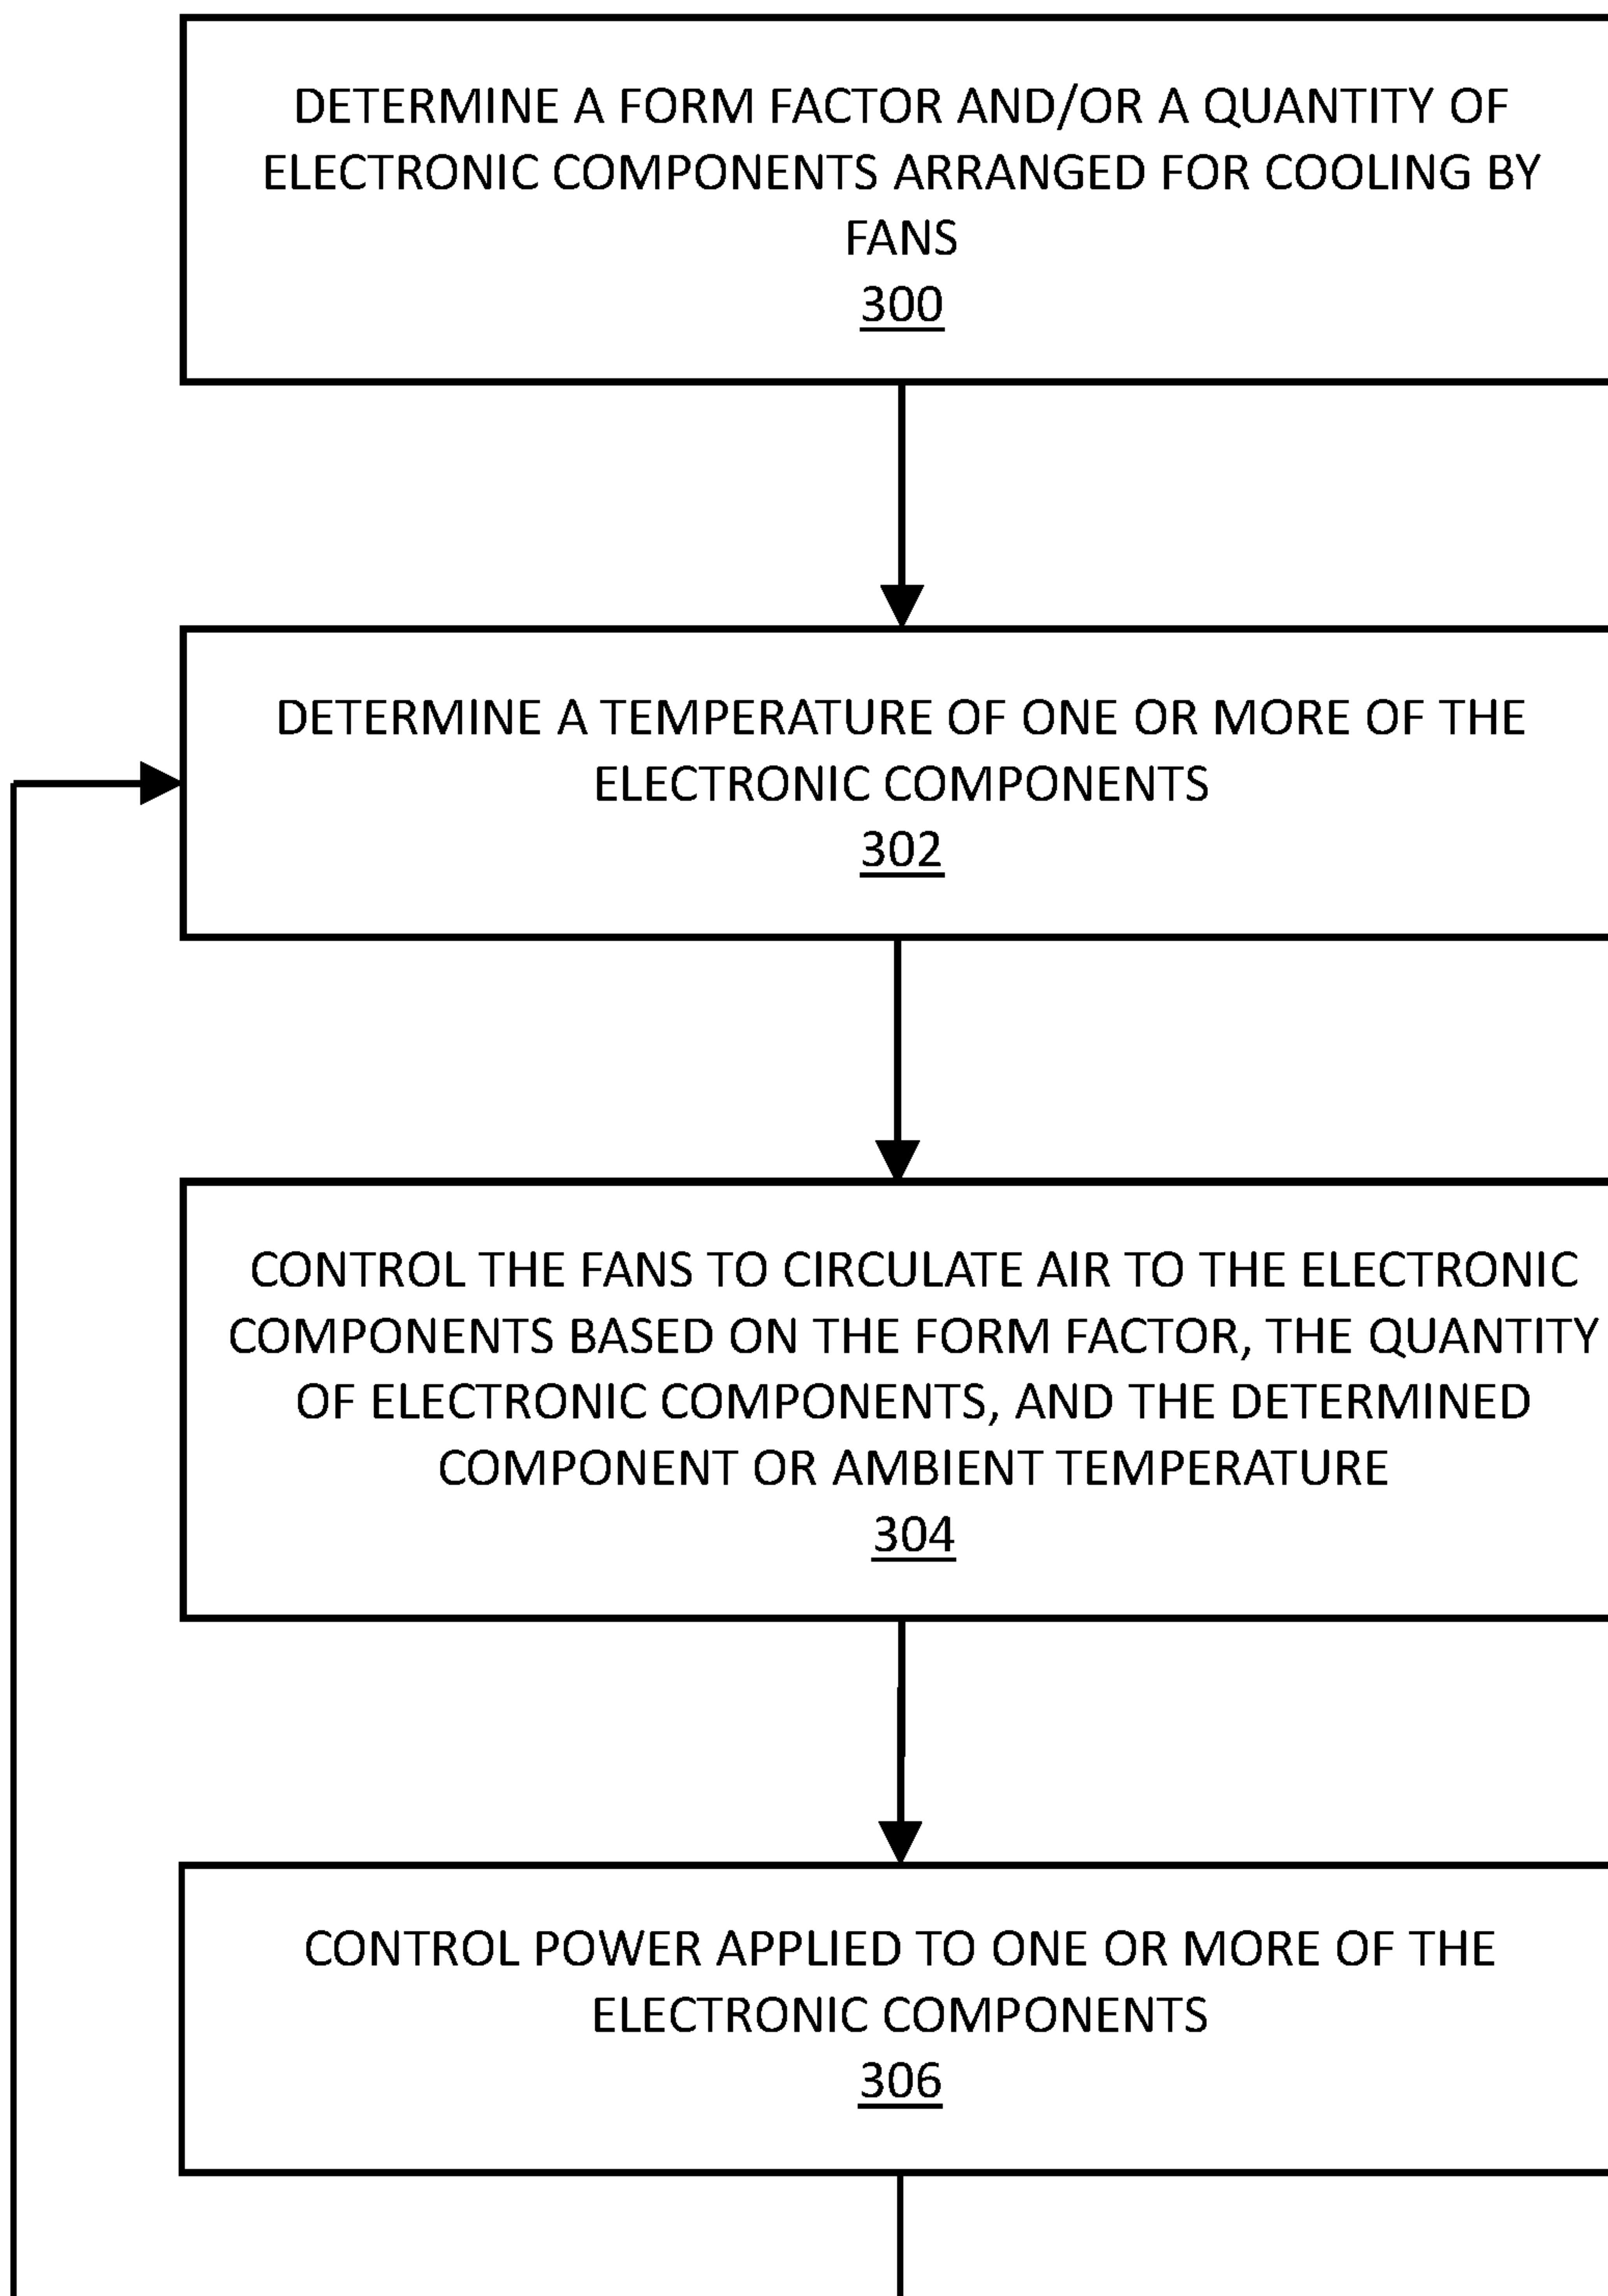 DETERMINE A FORM FACTOR AND/OR A QUANTITY OF
ELECTRONIC COMPONENTS ARRANGED FOR COOLING BY
FANS
300
DETERMINE A TEMPERATURE OF ONE OR MORE OF THE
ELECTRONIC COMPONENTS
302
CONTROL THE FANS TO CIRCULATE AIR TO THE ELECTRONIC
COMPONENTS BASED ON THE FORM FACTOR, THE QUANTITY
OF ELECTRONIC COMPONENTS, AND THE DETERMINED
COMPONENT OR AMBIENT TEMPERATURE
304
CONTROL POWER APPLIED TO ONE OR MORE OF THE
ELECTRONIC COMPONENTS
306